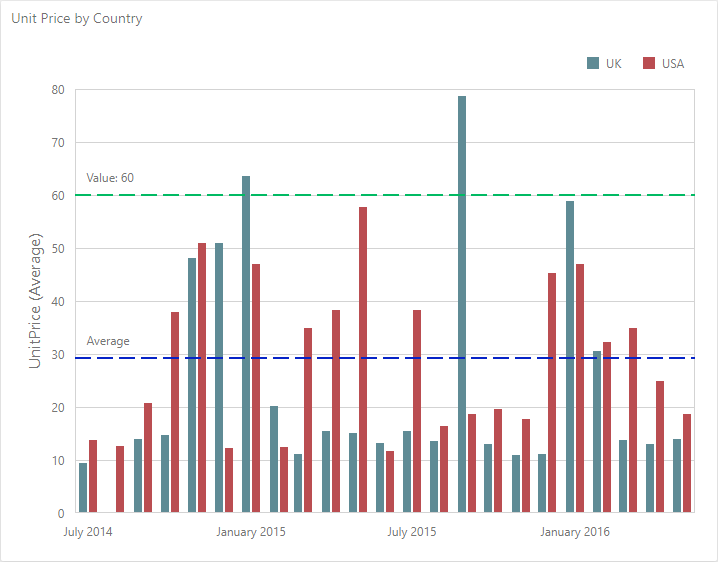 Unit Price by Country
UK
USA
80
70
Value: 60
60
50
UnitPrice (Average)
40
Average
30
20
10
0
July 2014
January 2015
July 2015
January 2016